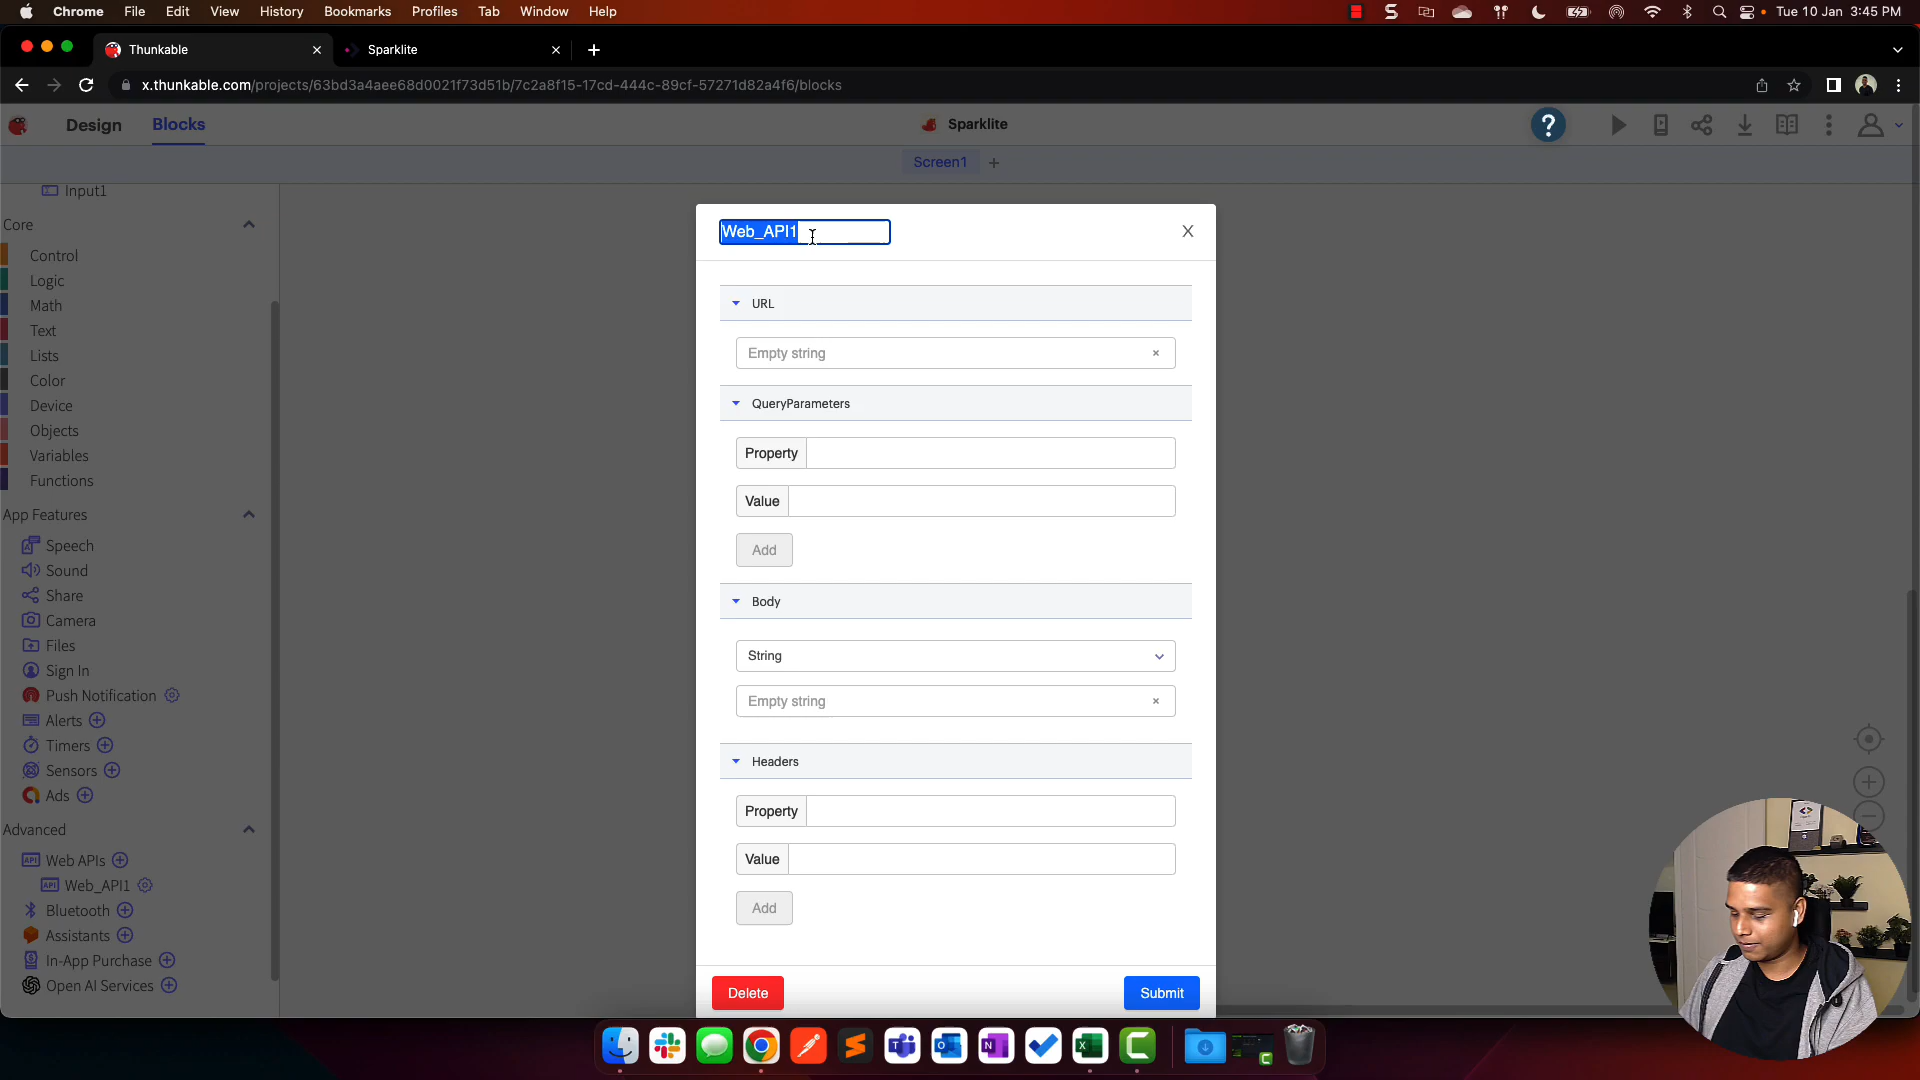 Chrome File Edit View History Bookmarks Profiles Tab Window Help Tue 10 Jan 3:45 PM
Thunkable Sparklite
x.thunkable.com/projects/63bd3a4aee68d0021f73d51b/7c2a8f15-17cd-444c-89cf-57271d82a4f6/blocks
Design Blocks Sparklite ?
Screen1 +
Input1
Core
Control
Logic
Math
Text
Lists
Color
Device
Objects
Variables
Functions
App Features
Speech
Sound
Share
Camera
Files
Sign In
Push Notification
Alerts
Timers
Sensors
Ads
Advanced
API Web APIs
API Web_API1
Bluetooth
Assistants
In-App Purchase
Open AI Services
Web_API1 X
URL
Empty string ×
QueryParameters
Property
Value
Add
Body
String
Empty string ×
Headers
Property
Value
Add
Delete Submit